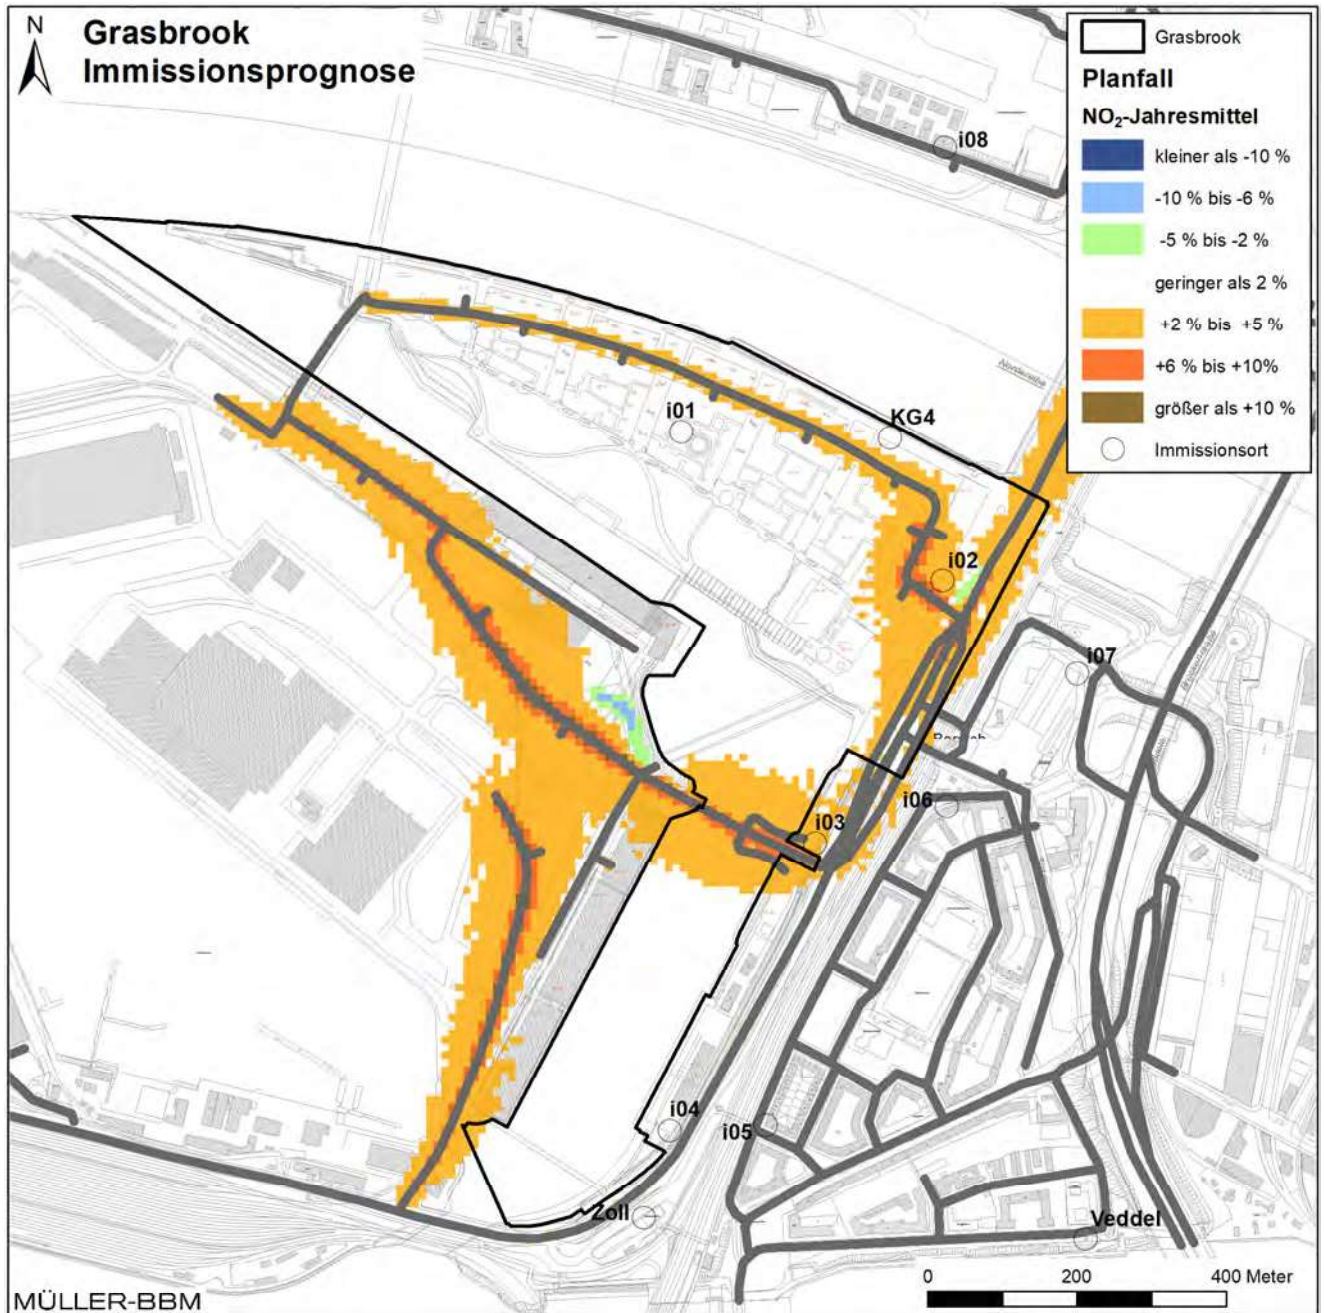 N
Grasbrook
Immissionsprognose
Grasbrook
Planfall
NO₂-Jahresmittel
kleiner als -10 %
-10 % bis -6 %
-5 % bis -2 %
geringer als 2 %
+2 % bis +5 %
+6 % bis +10%
größer als +10 %
Immissionsort
i08
Norderelbe
i01
KG4
i02
i07
i06
i03
i04
i05
Zoll
Veddel
0 200 400 Meter
MÜLLER-BBM